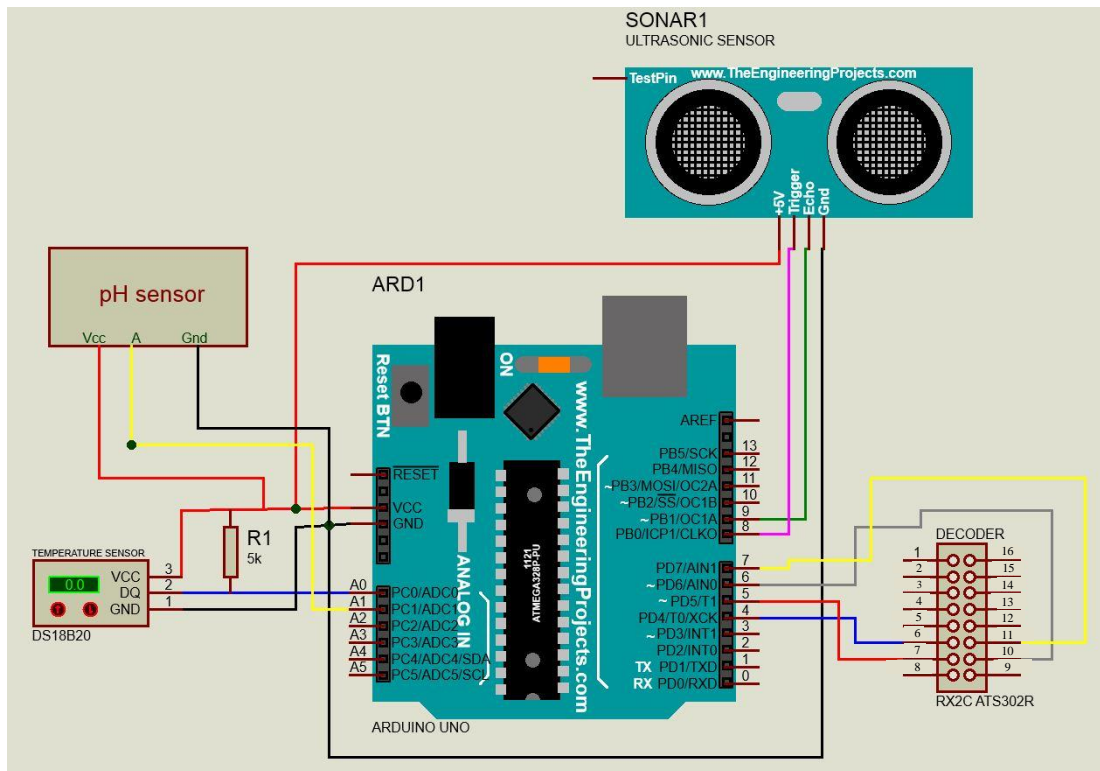 SONAR1
ULTRASONIC SENSOR
TestPin
www.TheEngineeringProjects.com
+5V
Trigger
Echo
Gnd
pH sensor
Vcc
A
Gnd
ARD1
Reset BTN
ON
www.TheEngineeringProjects.com
RESET
VCC
GND
AREF
PB5/SCK 13
PB4/MISO 12
~PB3/MOSI/OC2A 11
~PB2/SS/OC1B 10
~PB1/OC1A 9
PB0/ICP1/CLKO 8
PD7/AIN1 7
~PD6/AIN0 6
~PD5/T1 5
PD4/T0/XCK 4
~PD3/INT1 3
PD2/INT0 2
TX PD1/TXD 1
RX PD0/RXD 0
1121
ATMEGA328P-PU
ANALOG IN
A0 PC0/ADC0
A1 PC1/ADC1
A2 PC2/ADC2
A3 PC3/ADC3
A4 PC4/ADC4/SDA
A5 PC5/ADC5/SCL
ARDUINO UNO
R1
5k
TEMPERATURE SENSOR
0.0
VCC 3
DQ 2
GND 1
DS18B20
DECODER
1 16
2 15
3 14
4 13
5 12
6 11
7 10
8 9
RX2C ATS302R